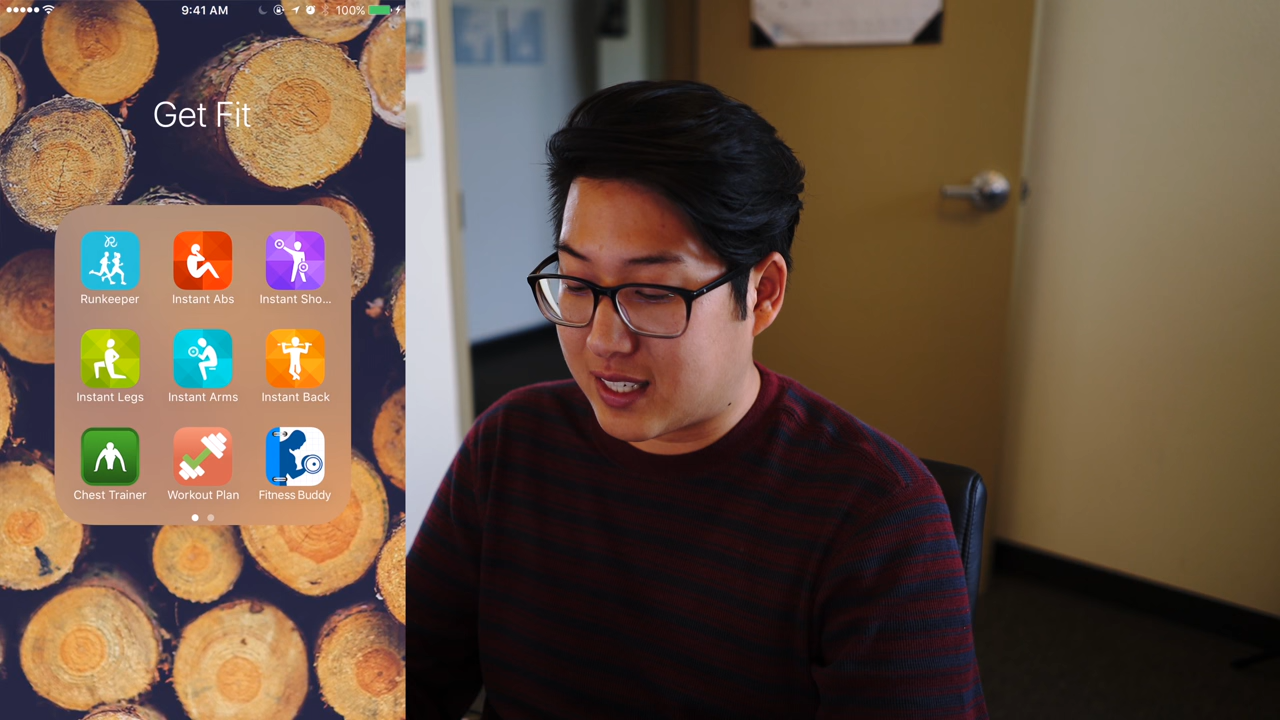 9:41 AM 100%
Get Fit
Runkeeper Instant Abs Instant Sho...
Instant Legs Instant Arms Instant Back
Chest Trainer Workout Plan Fitness Buddy